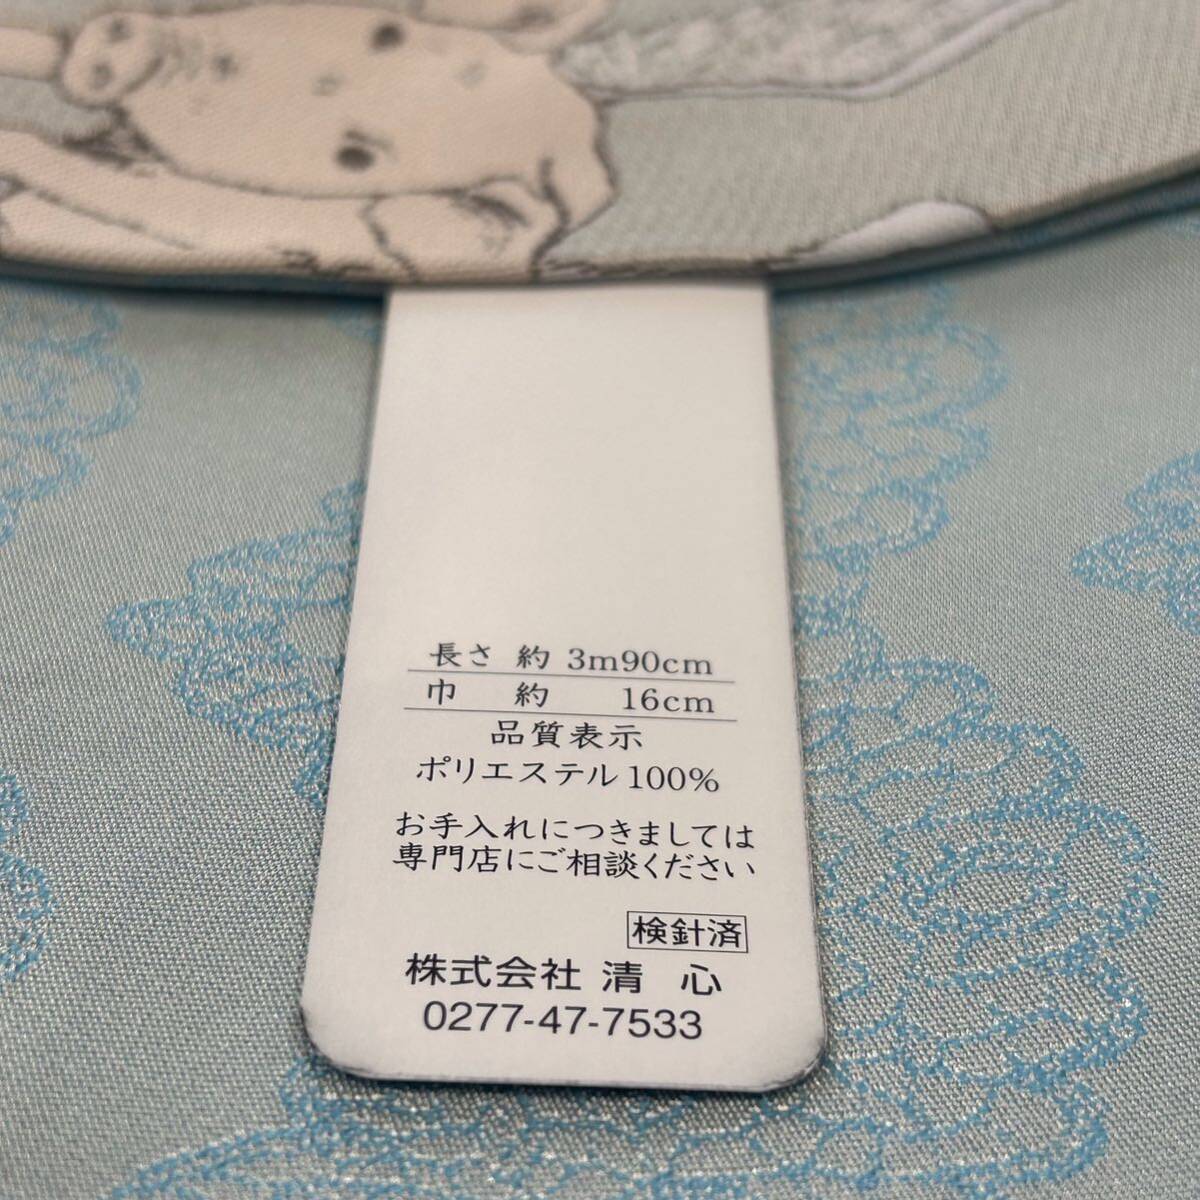 長さ 約 3m90cm
巾 約 16cm
品質表示
ポリエステル100%
お手入れにつきましては
専門店にご相談ください
検針済
株式会社 清 心
0277-47-7533